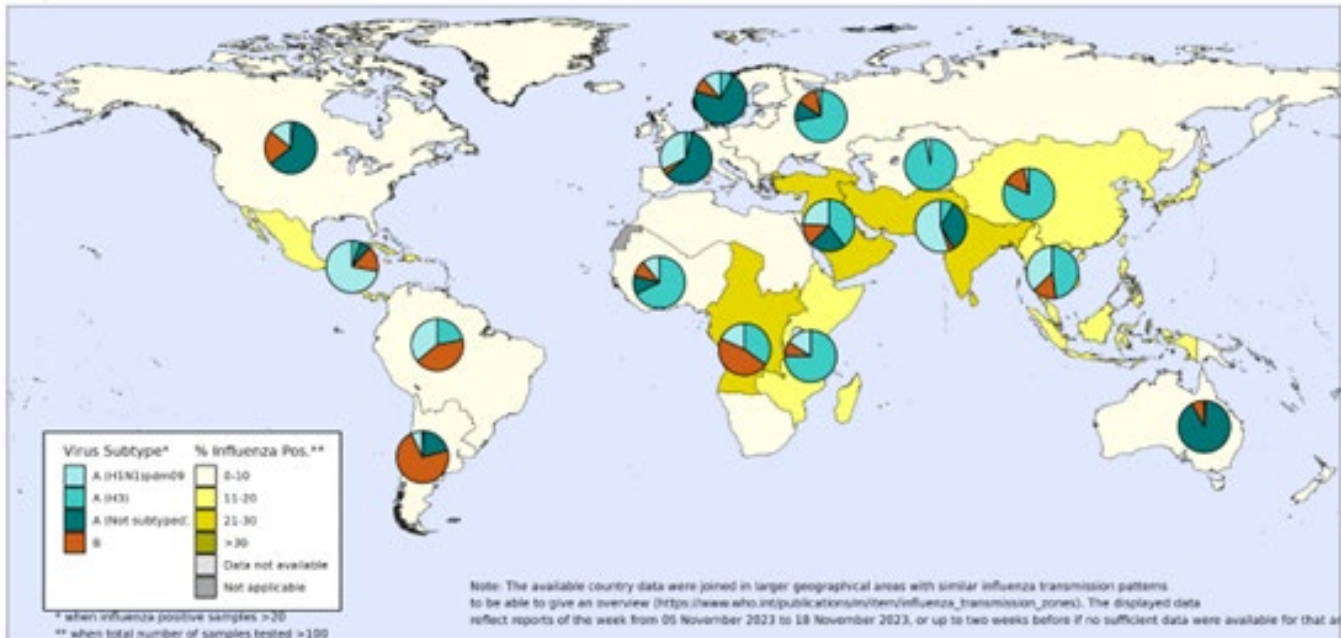 Virus Subtype*
A (H1N1)pdm09
A (H3)
A (Not subtyped)
B
% Influenza Pos.**
0-10
11-20
21-30
>30
Data not available
Not applicable
* when influenza positive samples >20
** when total number of samples tested >100
Note: The available country data were joined in larger geographical areas with similar influenza transmission patterns
to be able to give an overview (https://www.who.int/publications/m/item/influenza_transmission_zones). The displayed data
reflect reports of the week from 05 November 2023 to 18 November 2023, or up to two weeks before if no sufficient data were available for that